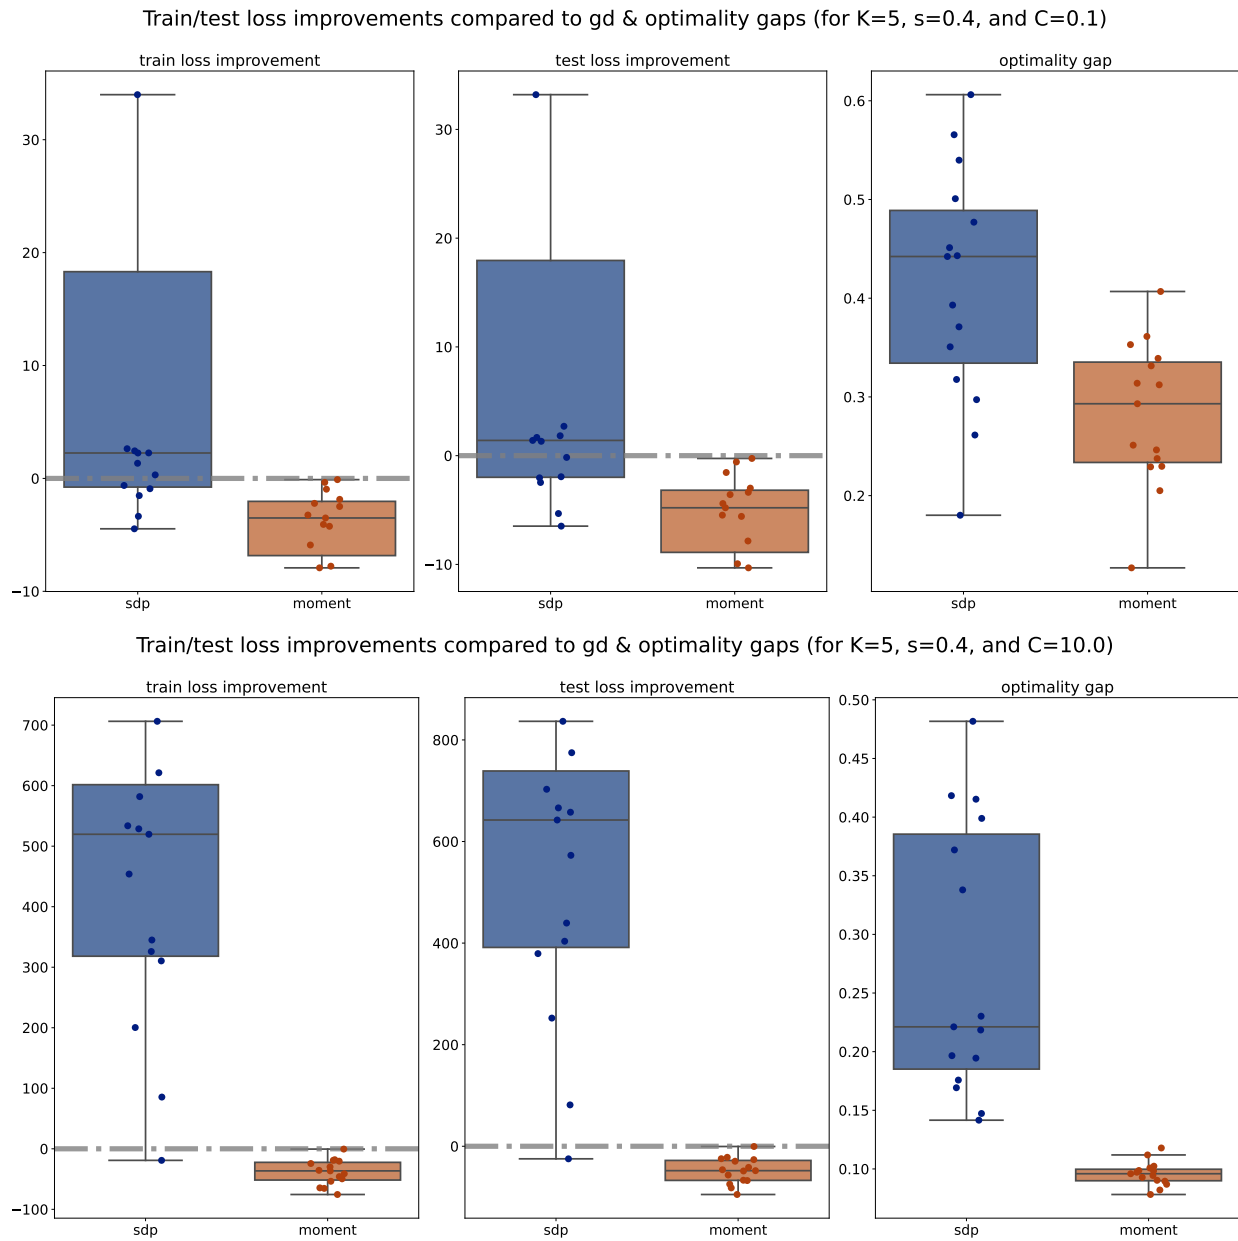 Train/test loss improvements compared to gd & optimality gaps (for K=5, s=0.4, and C=0.1)
train loss improvement
test loss improvement
optimality gap
30
20
10
0
−10
sdp
moment
30
20
10
0
−10
sdp
moment
0.6
0.5
0.4
0.3
0.2
sdp
moment
Train/test loss improvements compared to gd & optimality gaps (for K=5, s=0.4, and C=10.0)
train loss improvement
test loss improvement
optimality gap
700
600
500
400
300
200
100
0
−100
sdp
moment
800
600
400
200
0
sdp
moment
0.50
0.45
0.40
0.35
0.30
0.25
0.20
0.15
0.10
sdp
moment